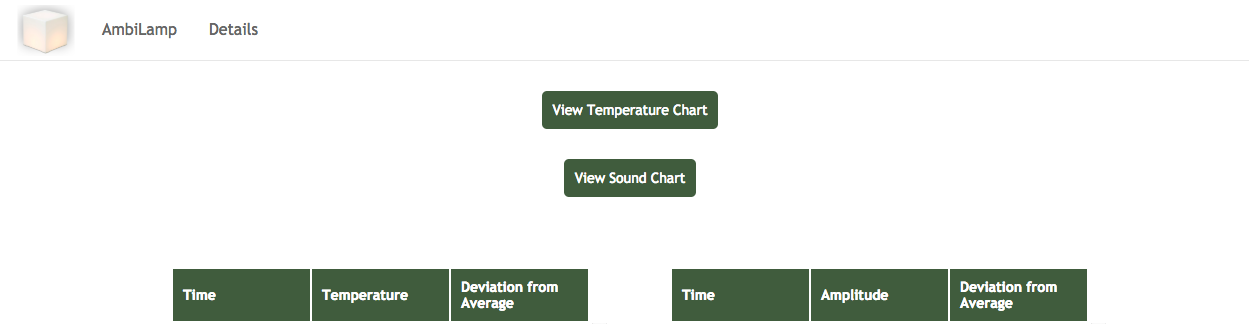 AmbiLamp Details
View Temperature Chart
View Sound Chart
Time Temperature Deviation from
Average
Time Amplitude Deviation from
Average